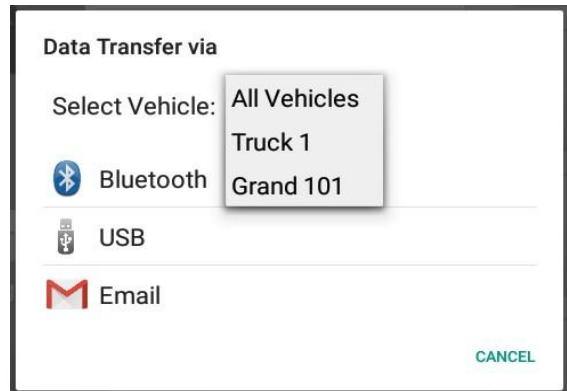 Data Transfer via
Select Vehicle:
All Vehicles
Truck 1
Grand 101
Bluetooth
USB
Email
CANCEL